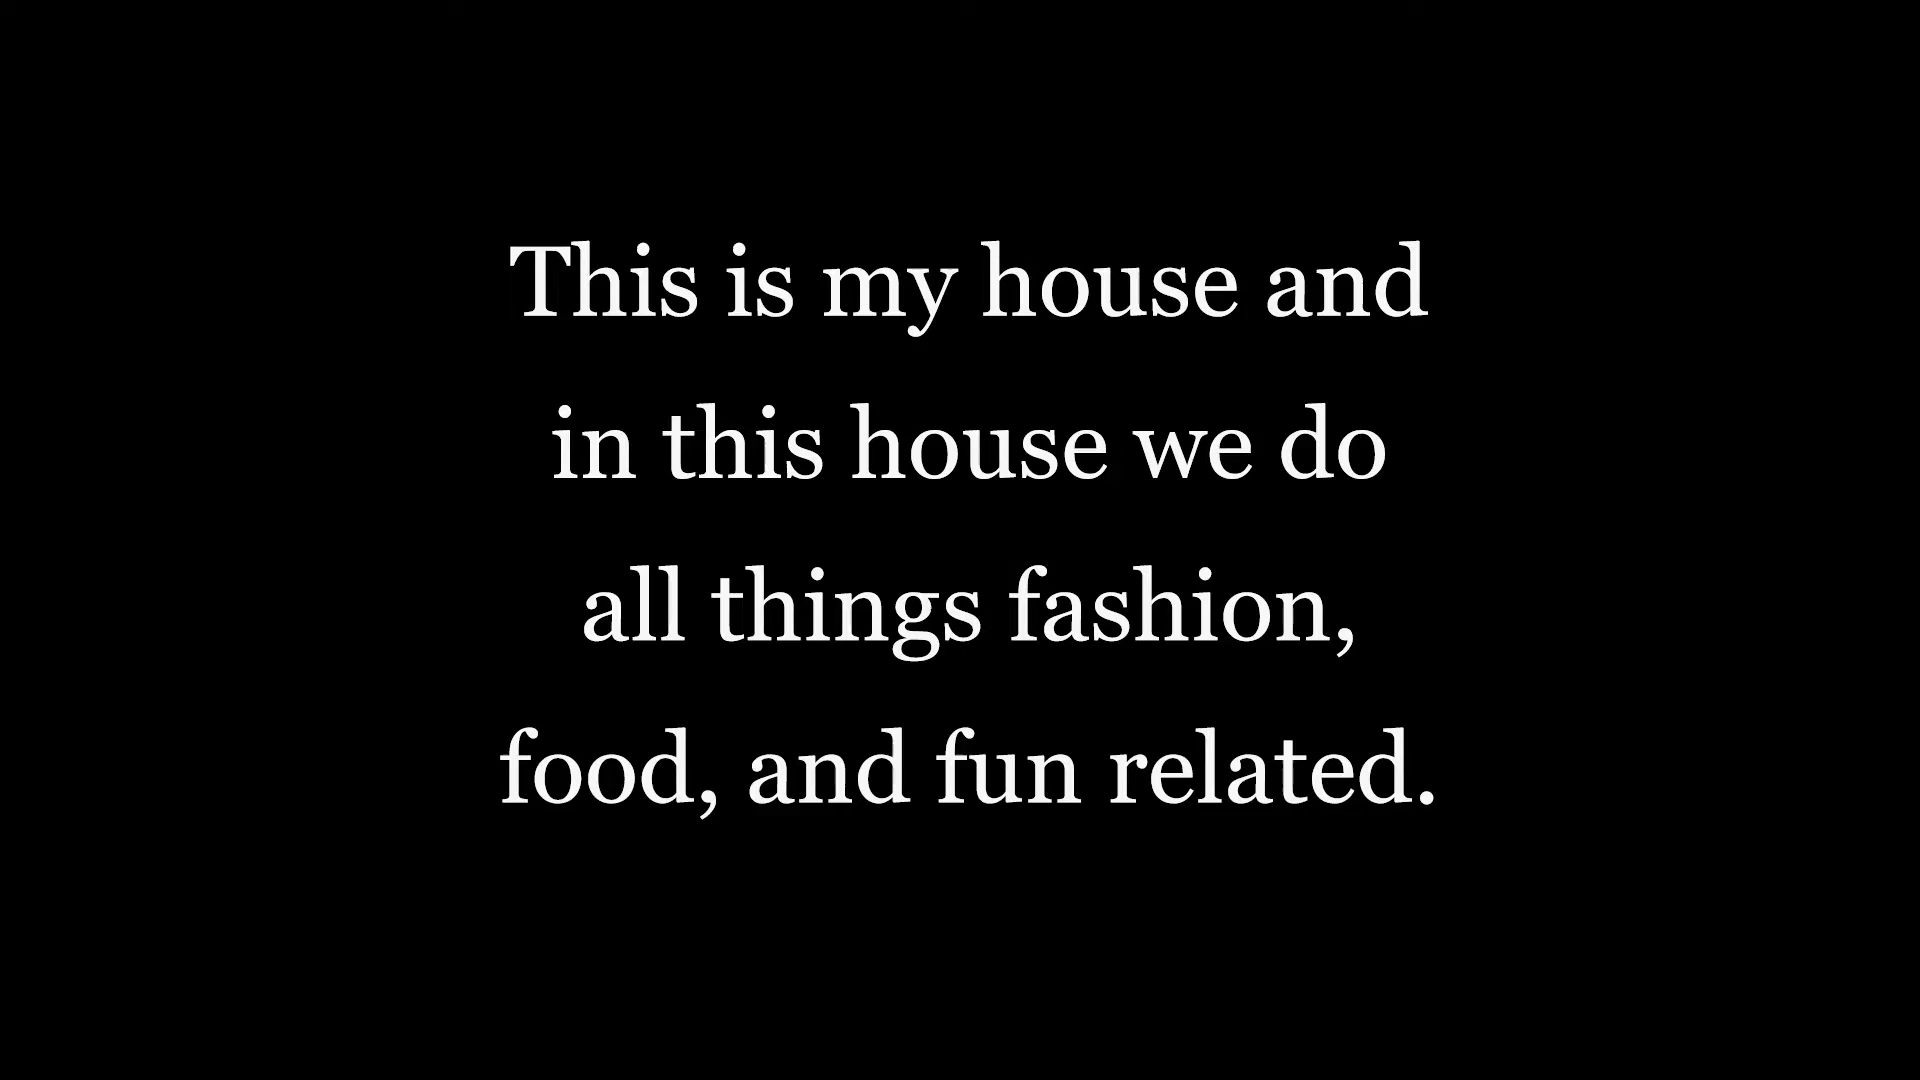 This is my house and
in this house we do
all things fashion,
food, and fun related.